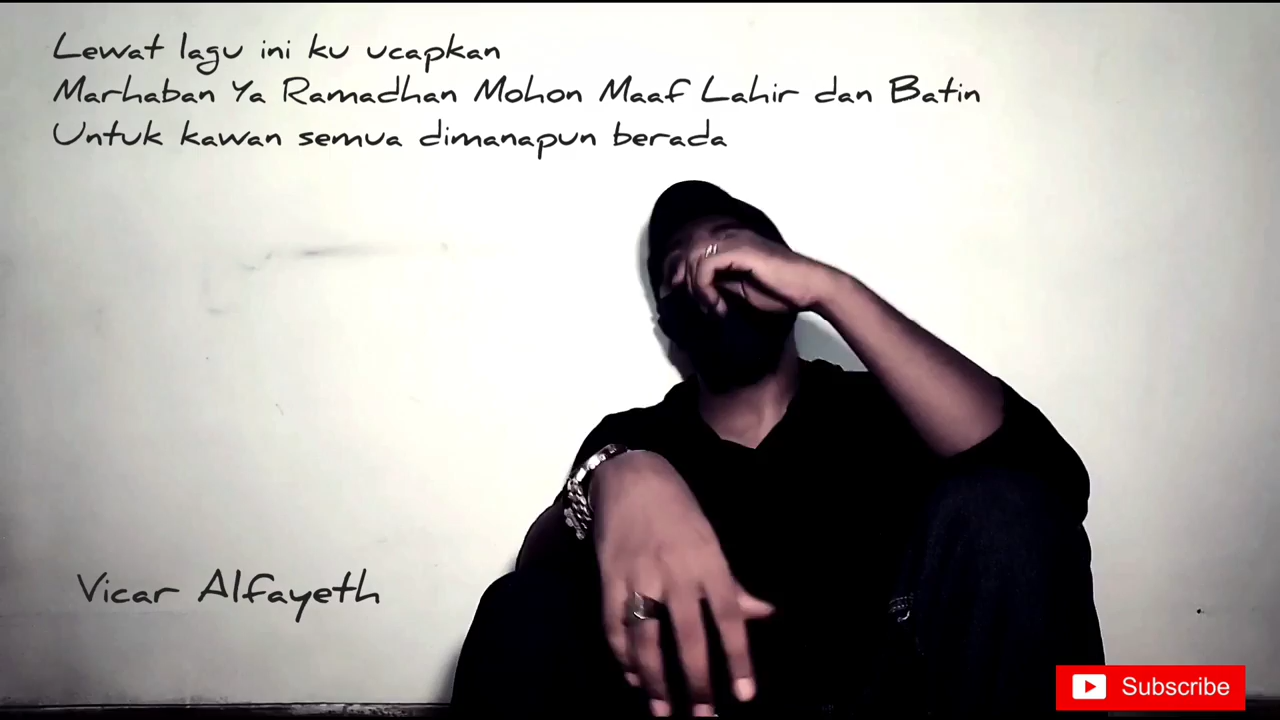 Lewat lagu ini ku ucapkan
Marhaban Ya Ramadhan Mohon Maaf Lahir dan Batin
Untuk kawan semua dimanapun berada
Vicar Alfayeth
Subscribe